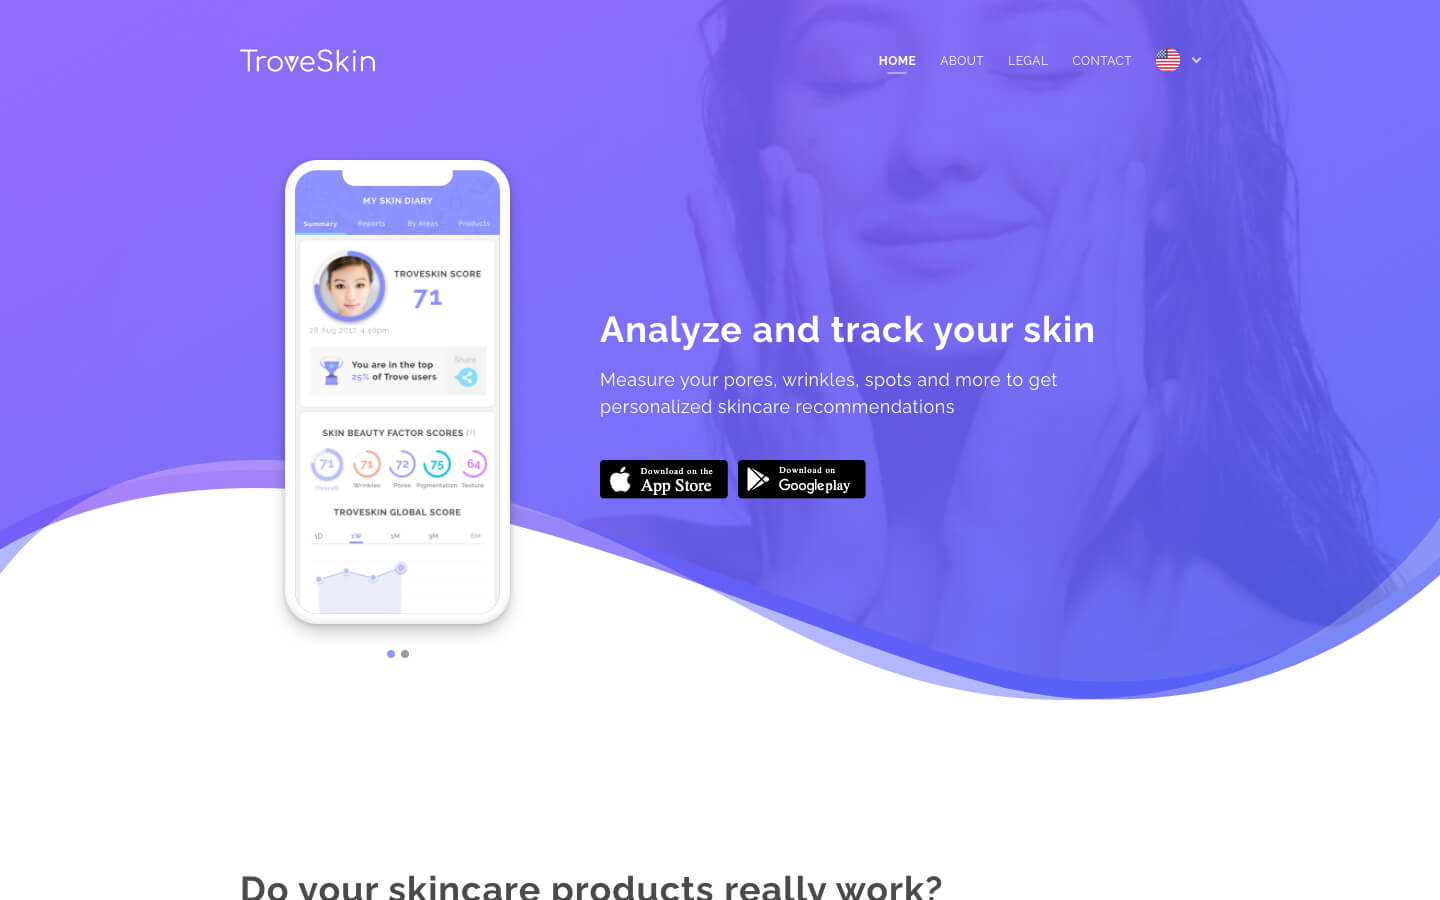 TroveSkin
HOME ABOUT LEGAL CONTACT
MY SKIN DIARY
Summary Reports By Areas Products
TROVESKIN SCORE
71
28 Aug 2017, 4:40pm
You are in the top
25% of Trove users
Share
SKIN BEAUTY FACTOR SCORES (?)
71 71 72 75 64
Overall Wrinkles Pores Pigmentation Texture
TROVESKIN GLOBAL SCORE
1D 1W 1M 3M 6M
Analyze and track your skin
Measure your pores, wrinkles, spots and more to get
personalized skincare recommendations
Download on the
App Store
Download on
Google play
Do your skincare products really work?